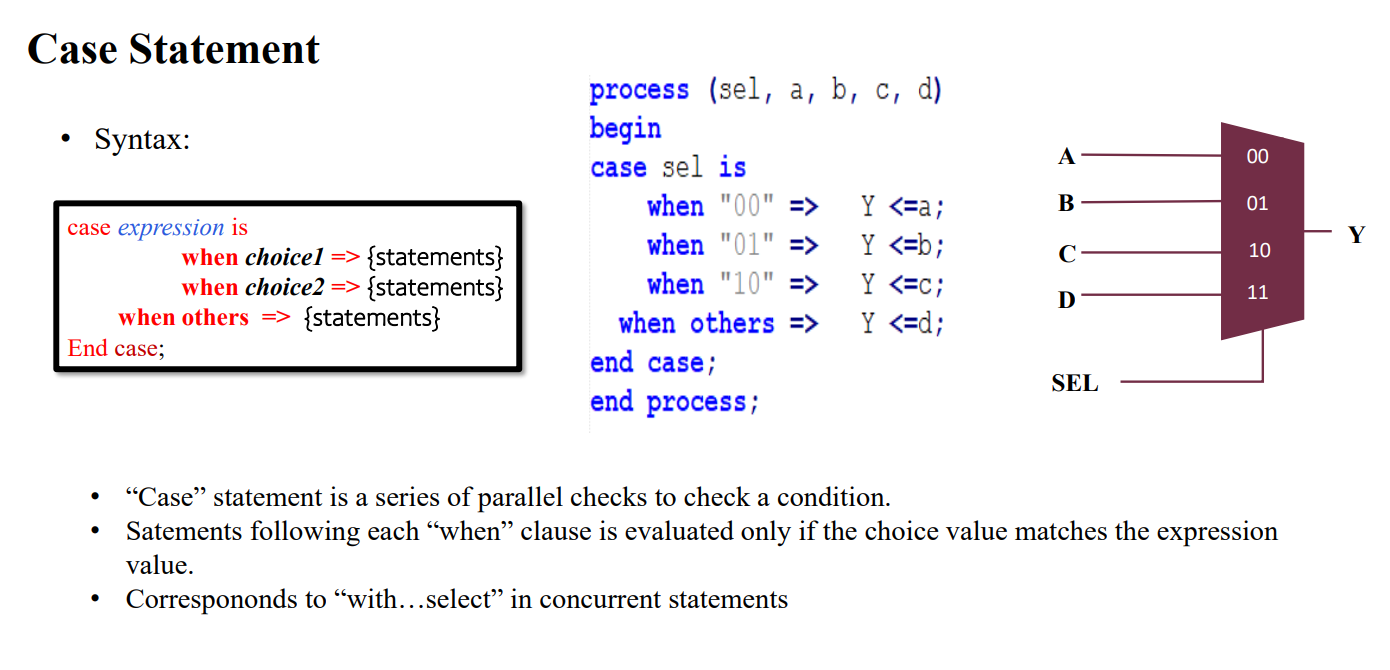 Case Statement
• Syntax:
case expression is
when choice1 => {statements}
when choice2 => {statements}
when others => {statements}
End case;
process (sel, a, b, c, d)
begin
case sel is
when "00" => Y <=a;
when "01" => Y <=b;
when "10" => Y <=c;
when others => Y <=d;
end case;
end process;
A 00
B 01
C 10
D 11
Y
SEL
• “Case” statement is a series of parallel checks to check a condition.
• Satements following each “when” clause is evaluated only if the choice value matches the expression
value.
• Correspononds to “with…select” in concurrent statements